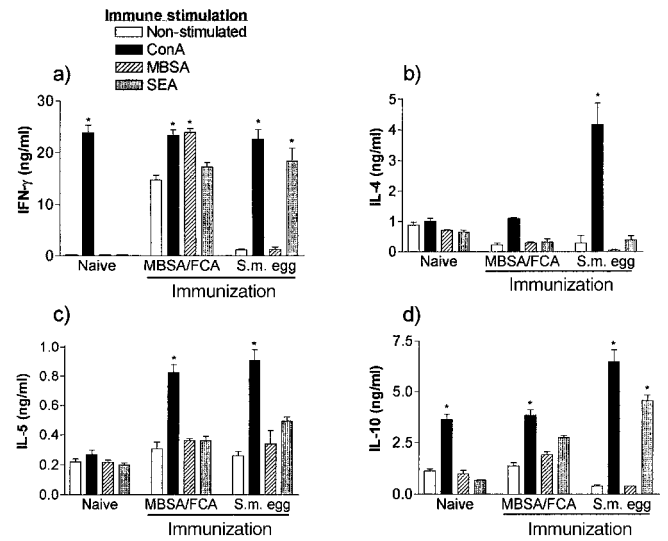 Immune stimulation
Non-stimulated
ConA
MBSA
SEA
a)
30
20
10
0
IFN-γ (ng/ml)
*
* *
*
*
Naive MBSA/FCA S.m. egg
Immunization
b)
5
4
3
2
1
0
IL-4 (ng/ml)
*
Naive MBSA/FCA S.m. egg
Immunization
c)
1.0
0.8
0.6
0.4
0.2
0.0
IL-5 (ng/ml)
*
*
Naive MBSA/FCA S.m. egg
Immunization
d)
7.5
5.0
2.5
0.0
IL-10 (ng/ml)
*
*
*
*
Naive MBSA/FCA S.m. egg
Immunization